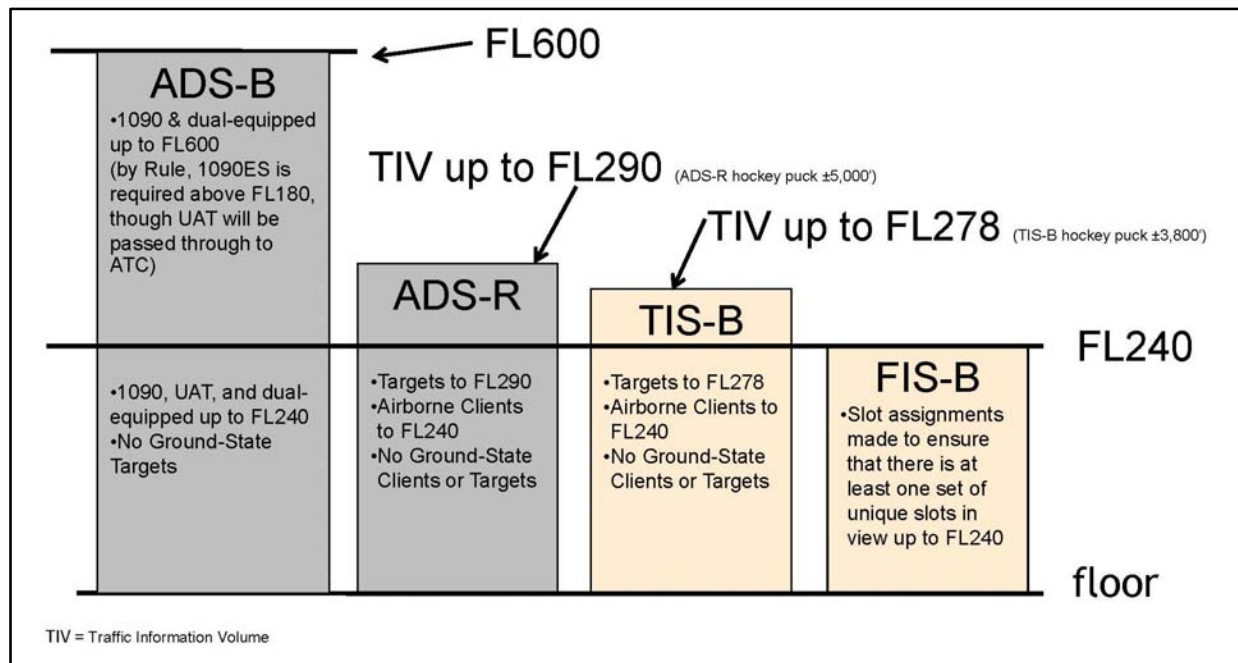 FL600
ADS-B
•1090 & dual-equipped
up to FL600
(by Rule, 1090ES is
required above FL180,
though UAT will be
passed through to
ATC)
TIV up to FL290 (ADS-R hockey puck ±5,000')
TIV up to FL278 (TIS-B hockey puck ±3,800')
ADS-R
TIS-B
FL240
•1090, UAT, and dual-
equipped up to FL240
•No Ground-State
Targets
•Targets to FL290
•Airborne Clients
to FL240
•No Ground-State
Clients or Targets
•Targets to FL278
•Airborne Clients to
FL240
•No Ground-State
Clients or Targets
FIS-B
•Slot assignments
made to ensure
that there is at
least one set of
unique slots in
view up to FL240
floor
TIV = Traffic Information Volume